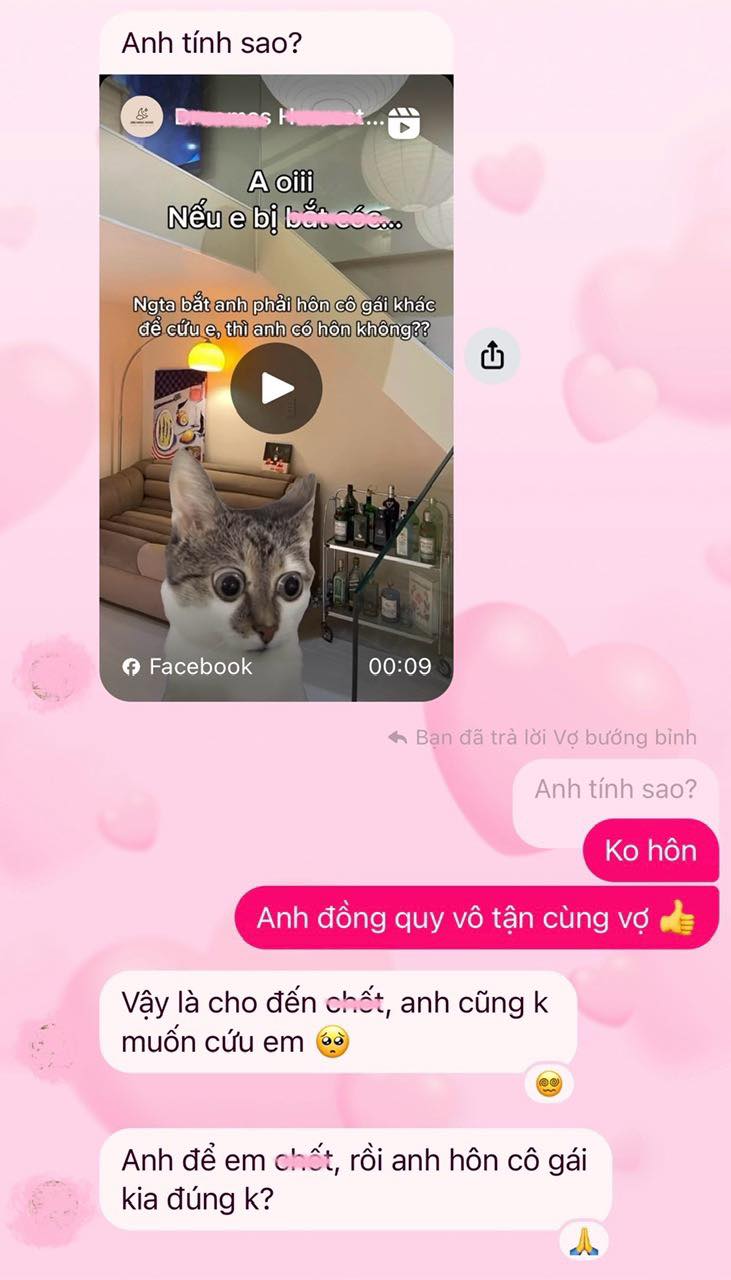 Anh tính sao?
A oiii
Nếu e bị bắt cóc...
Ngta bắt anh phải hôn cô gái khác
để cứu e, thì anh có hôn không??
Facebook 00:09
Bạn đã trả lời Vợ bướng bỉnh
Anh tính sao?
Ko hôn
Anh đồng quy vô tận cùng vợ 👍
Vậy là cho đến chết, anh cũng k
muốn cứu em 🥺
😵‍💫
Anh để em chết, rồi anh hôn cô gái
kia đúng k?
🙏